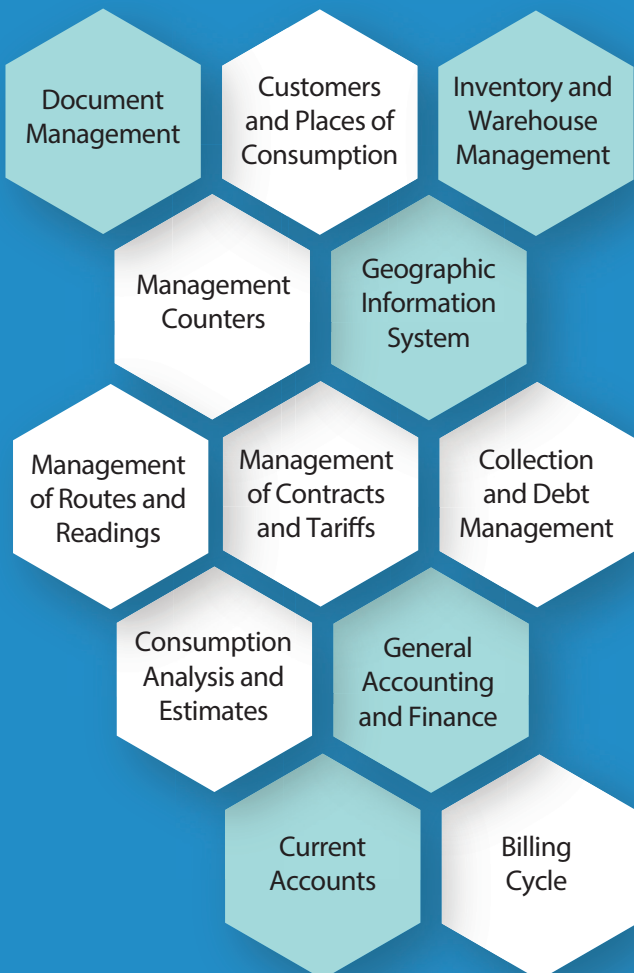 Document
Management
Customers
and Places of
Consumption
Inventory and
Warehouse
Management
Management
Counters
Geographic
Information
System
Management
of Routes and
Readings
Management
of Contracts
and Tariffs
Collection
and Debt
Management
Consumption
Analysis and
Estimates
General
Accounting
and Finance
Current
Accounts
Billing
Cycle